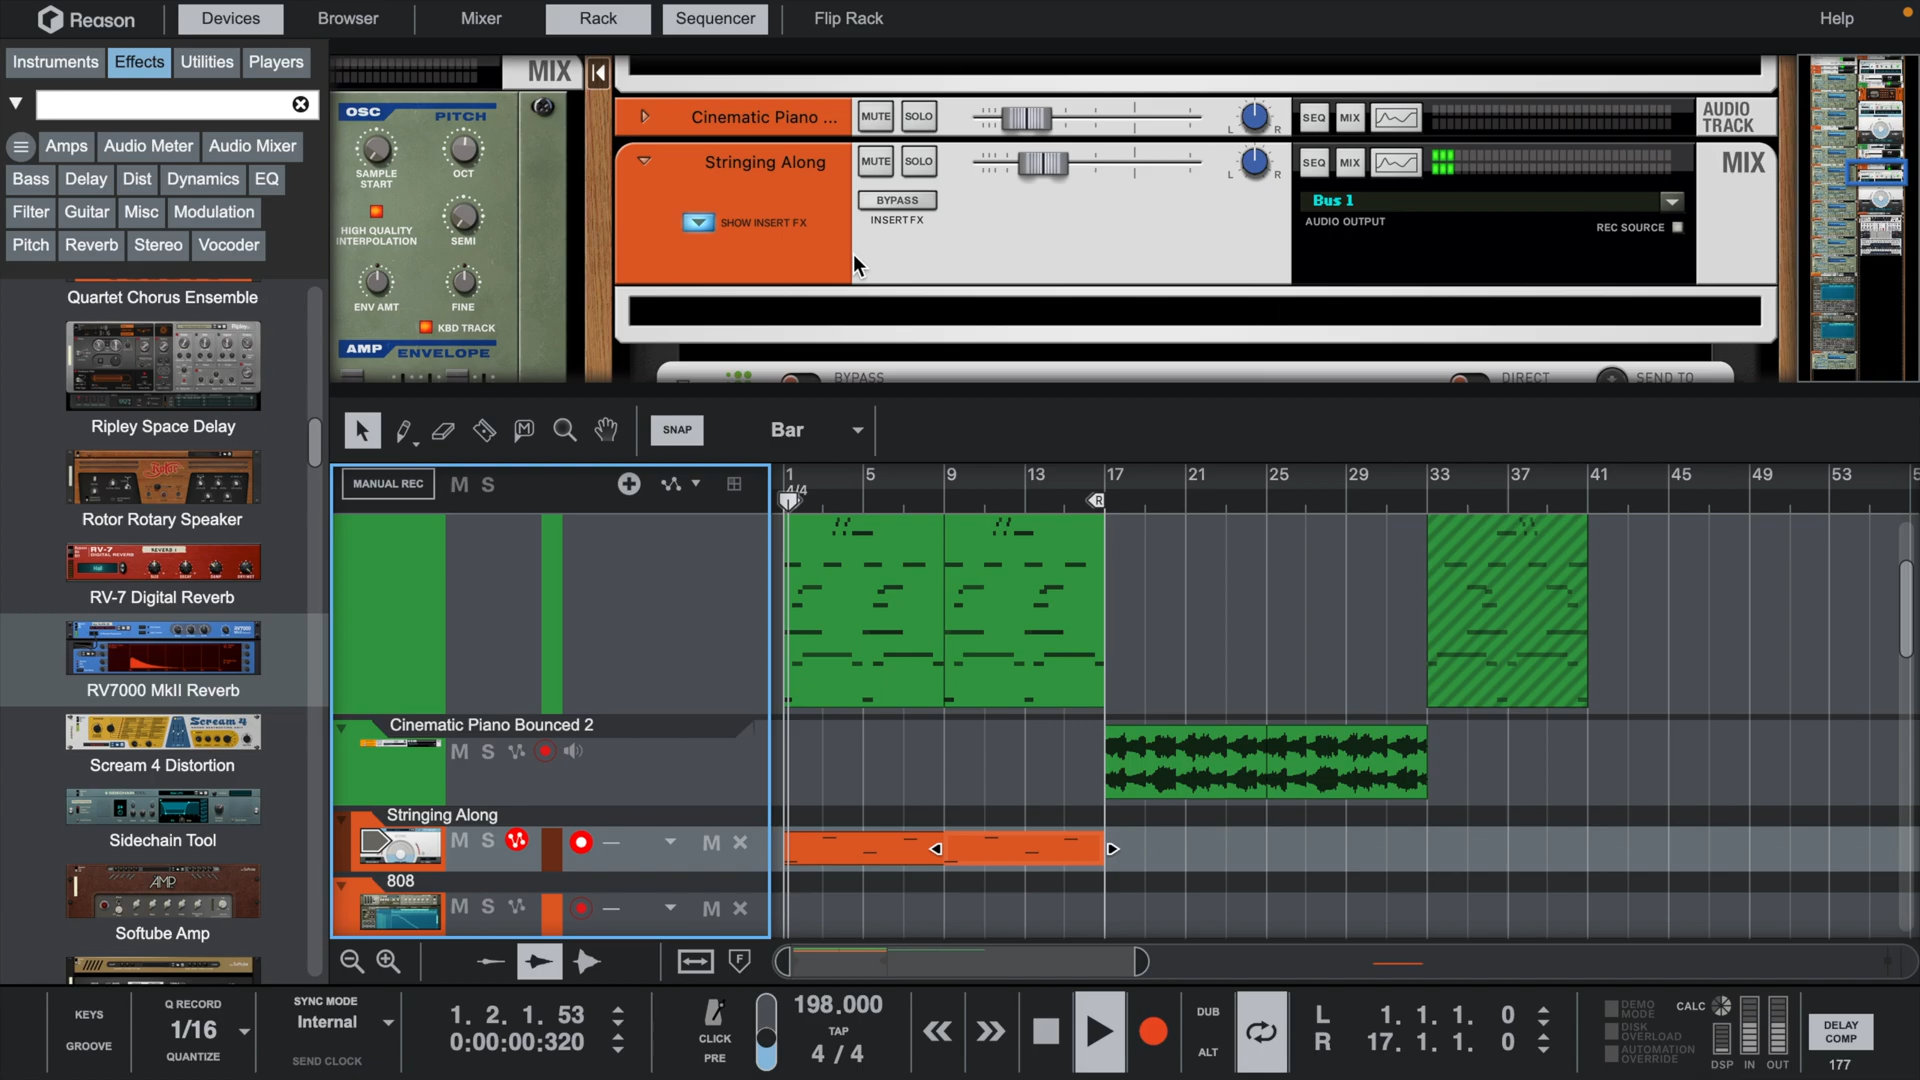 Reason
Devices
Browser
Mixer
Rack
Sequencer
Flip Rack
Help
Instruments
Effects
Utilities
Players
Amps
Audio Meter
Audio Mixer
Bass
Delay
Dist
Dynamics
EQ
Filter
Guitar
Misc
Modulation
Pitch
Reverb
Stereo
Vocoder
Quartet Chorus Ensemble
Ripley Space Delay
Rotor Rotary Speaker
RV-7 Digital Reverb
RV7000 MkII Reverb
Scream 4 Distortion
Sidechain Tool
Softube Amp
MIX
OSC
PITCH
SAMPLE START
OCT
HIGH QUALITY INTERPOLATION
SEMI
ENV AMT
FINE
KBD TRACK
AMP
ENVELOPE
Cinematic Piano ...
MUTE
SOLO
L
R
SEQ
MIX
AUDIO TRACK
Stringing Along
MUTE
SOLO
L
R
SEQ
MIX
MIX
SHOW INSERT FX
BYPASS
INSERT FX
Bus 1
AUDIO OUTPUT
REC SOURCE
BYPASS
DIRECT
SEND TO
SNAP
Bar
MANUAL REC
M
S
1
5
9
13
17
21
25
29
33
37
41
45
49
53
4/4
R
Cinematic Piano Bounced 2
M
S
Stringing Along
M
S
M
808
M
S
M
F
KEYS
GROOVE
Q RECORD
1/16
QUANTIZE
SYNC MODE
Internal
SEND CLOCK
1. 2. 1. 53
0:00:00:320
CLICK
PRE
198.000
TAP
4 / 4
DUB
ALT
L
1. 1. 1. 0
R
17. 1. 1. 0
DEMO MODE
DISK OVERLOAD
AUTOMATION OVERRIDE
CALC
DSP
IN
OUT
DELAY COMP
177